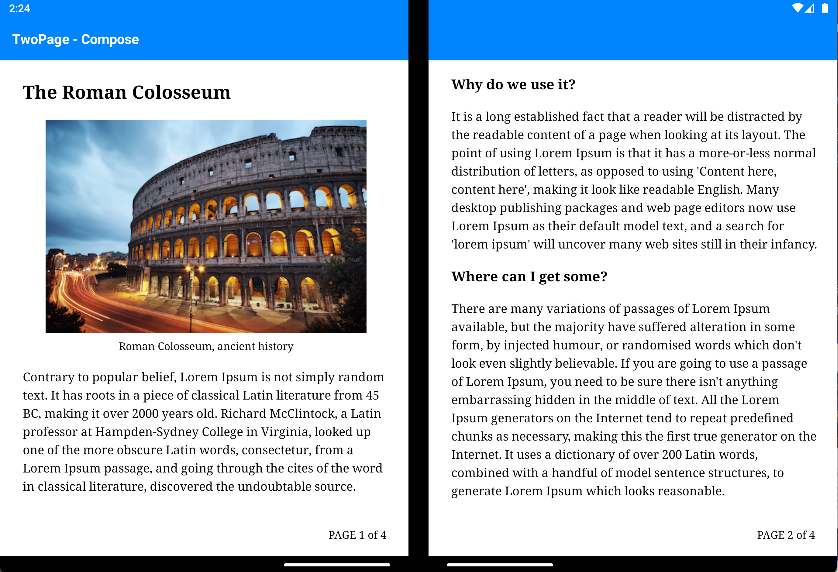 2:24
TwoPage - Compose
The Roman Colosseum
Roman Colosseum, ancient history
Contrary to popular belief, Lorem Ipsum is not simply random
text. It has roots in a piece of classical Latin literature from 45
BC, making it over 2000 years old. Richard McClintock, a Latin
professor at Hampden-Sydney College in Virginia, looked up
one of the more obscure Latin words, consectetur, from a
Lorem Ipsum passage, and going through the cites of the word
in classical literature, discovered the undoubtable source.
PAGE 1 of 4
Why do we use it?
It is a long established fact that a reader will be distracted by
the readable content of a page when looking at its layout. The
point of using Lorem Ipsum is that it has a more-or-less normal
distribution of letters, as opposed to using 'Content here,
content here', making it look like readable English. Many
desktop publishing packages and web page editors now use
Lorem Ipsum as their default model text, and a search for
'lorem ipsum' will uncover many web sites still in their infancy.
Where can I get some?
There are many variations of passages of Lorem Ipsum
available, but the majority have suffered alteration in some
form, by injected humour, or randomised words which don't
look even slightly believable. If you are going to use a passage
of Lorem Ipsum, you need to be sure there isn't anything
embarrassing hidden in the middle of text. All the Lorem
Ipsum generators on the Internet tend to repeat predefined
chunks as necessary, making this the first true generator on the
Internet. It uses a dictionary of over 200 Latin words,
combined with a handful of model sentence structures, to
generate Lorem Ipsum which looks reasonable.
PAGE 2 of 4